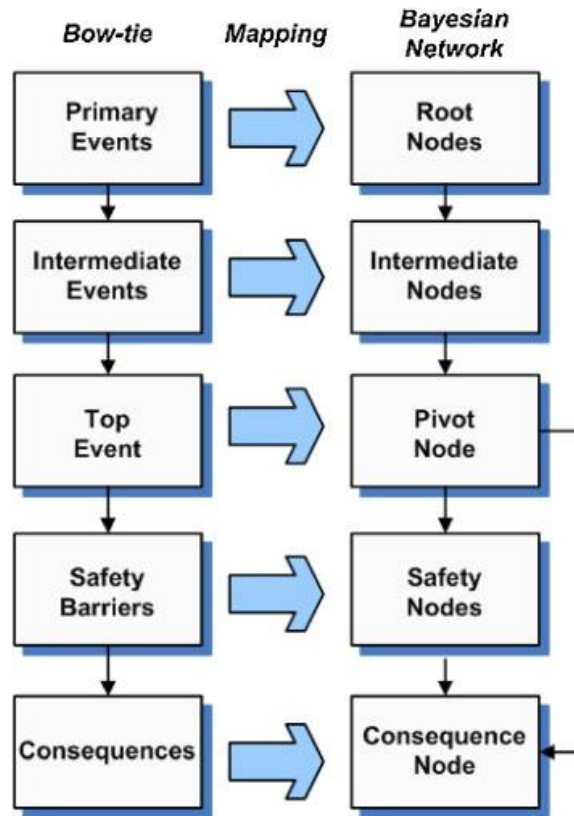 Bow-tie
Mapping
Bayesian
Network
Primary
Events
Root
Nodes
Intermediate
Events
Intermediate
Nodes
Top
Event
Pivot
Node
Safety
Barriers
Safety
Nodes
Consequences
Consequence
Node